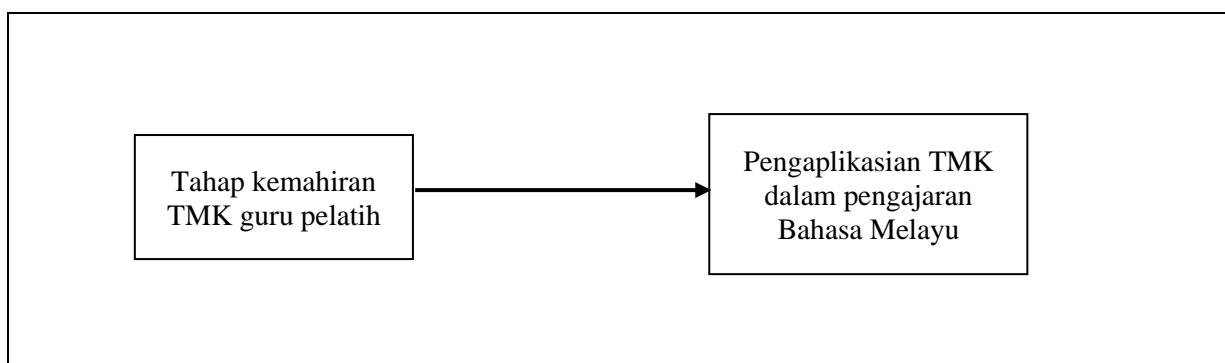 Tahap kemahiran
TMK guru pelatih
Pengaplikasian TMK
dalam pengajaran
Bahasa Melayu